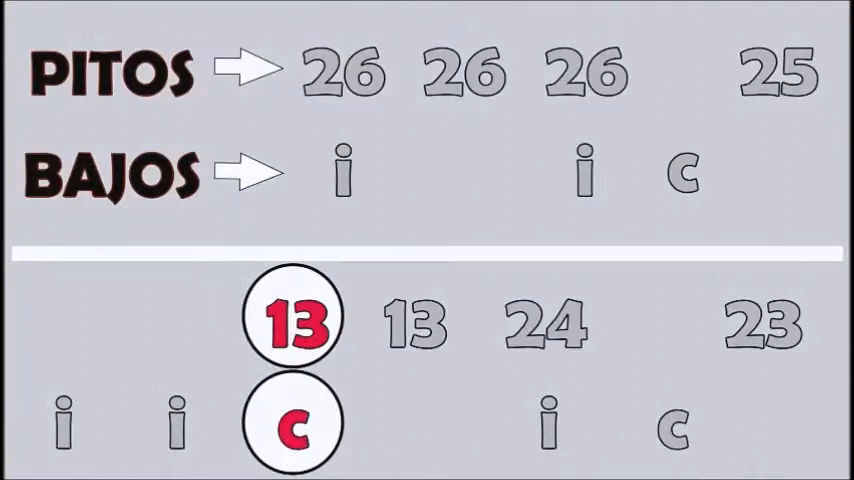 PITOS 26 26 26 25
BAJOS i i c
13 13 24 23
i i c i c